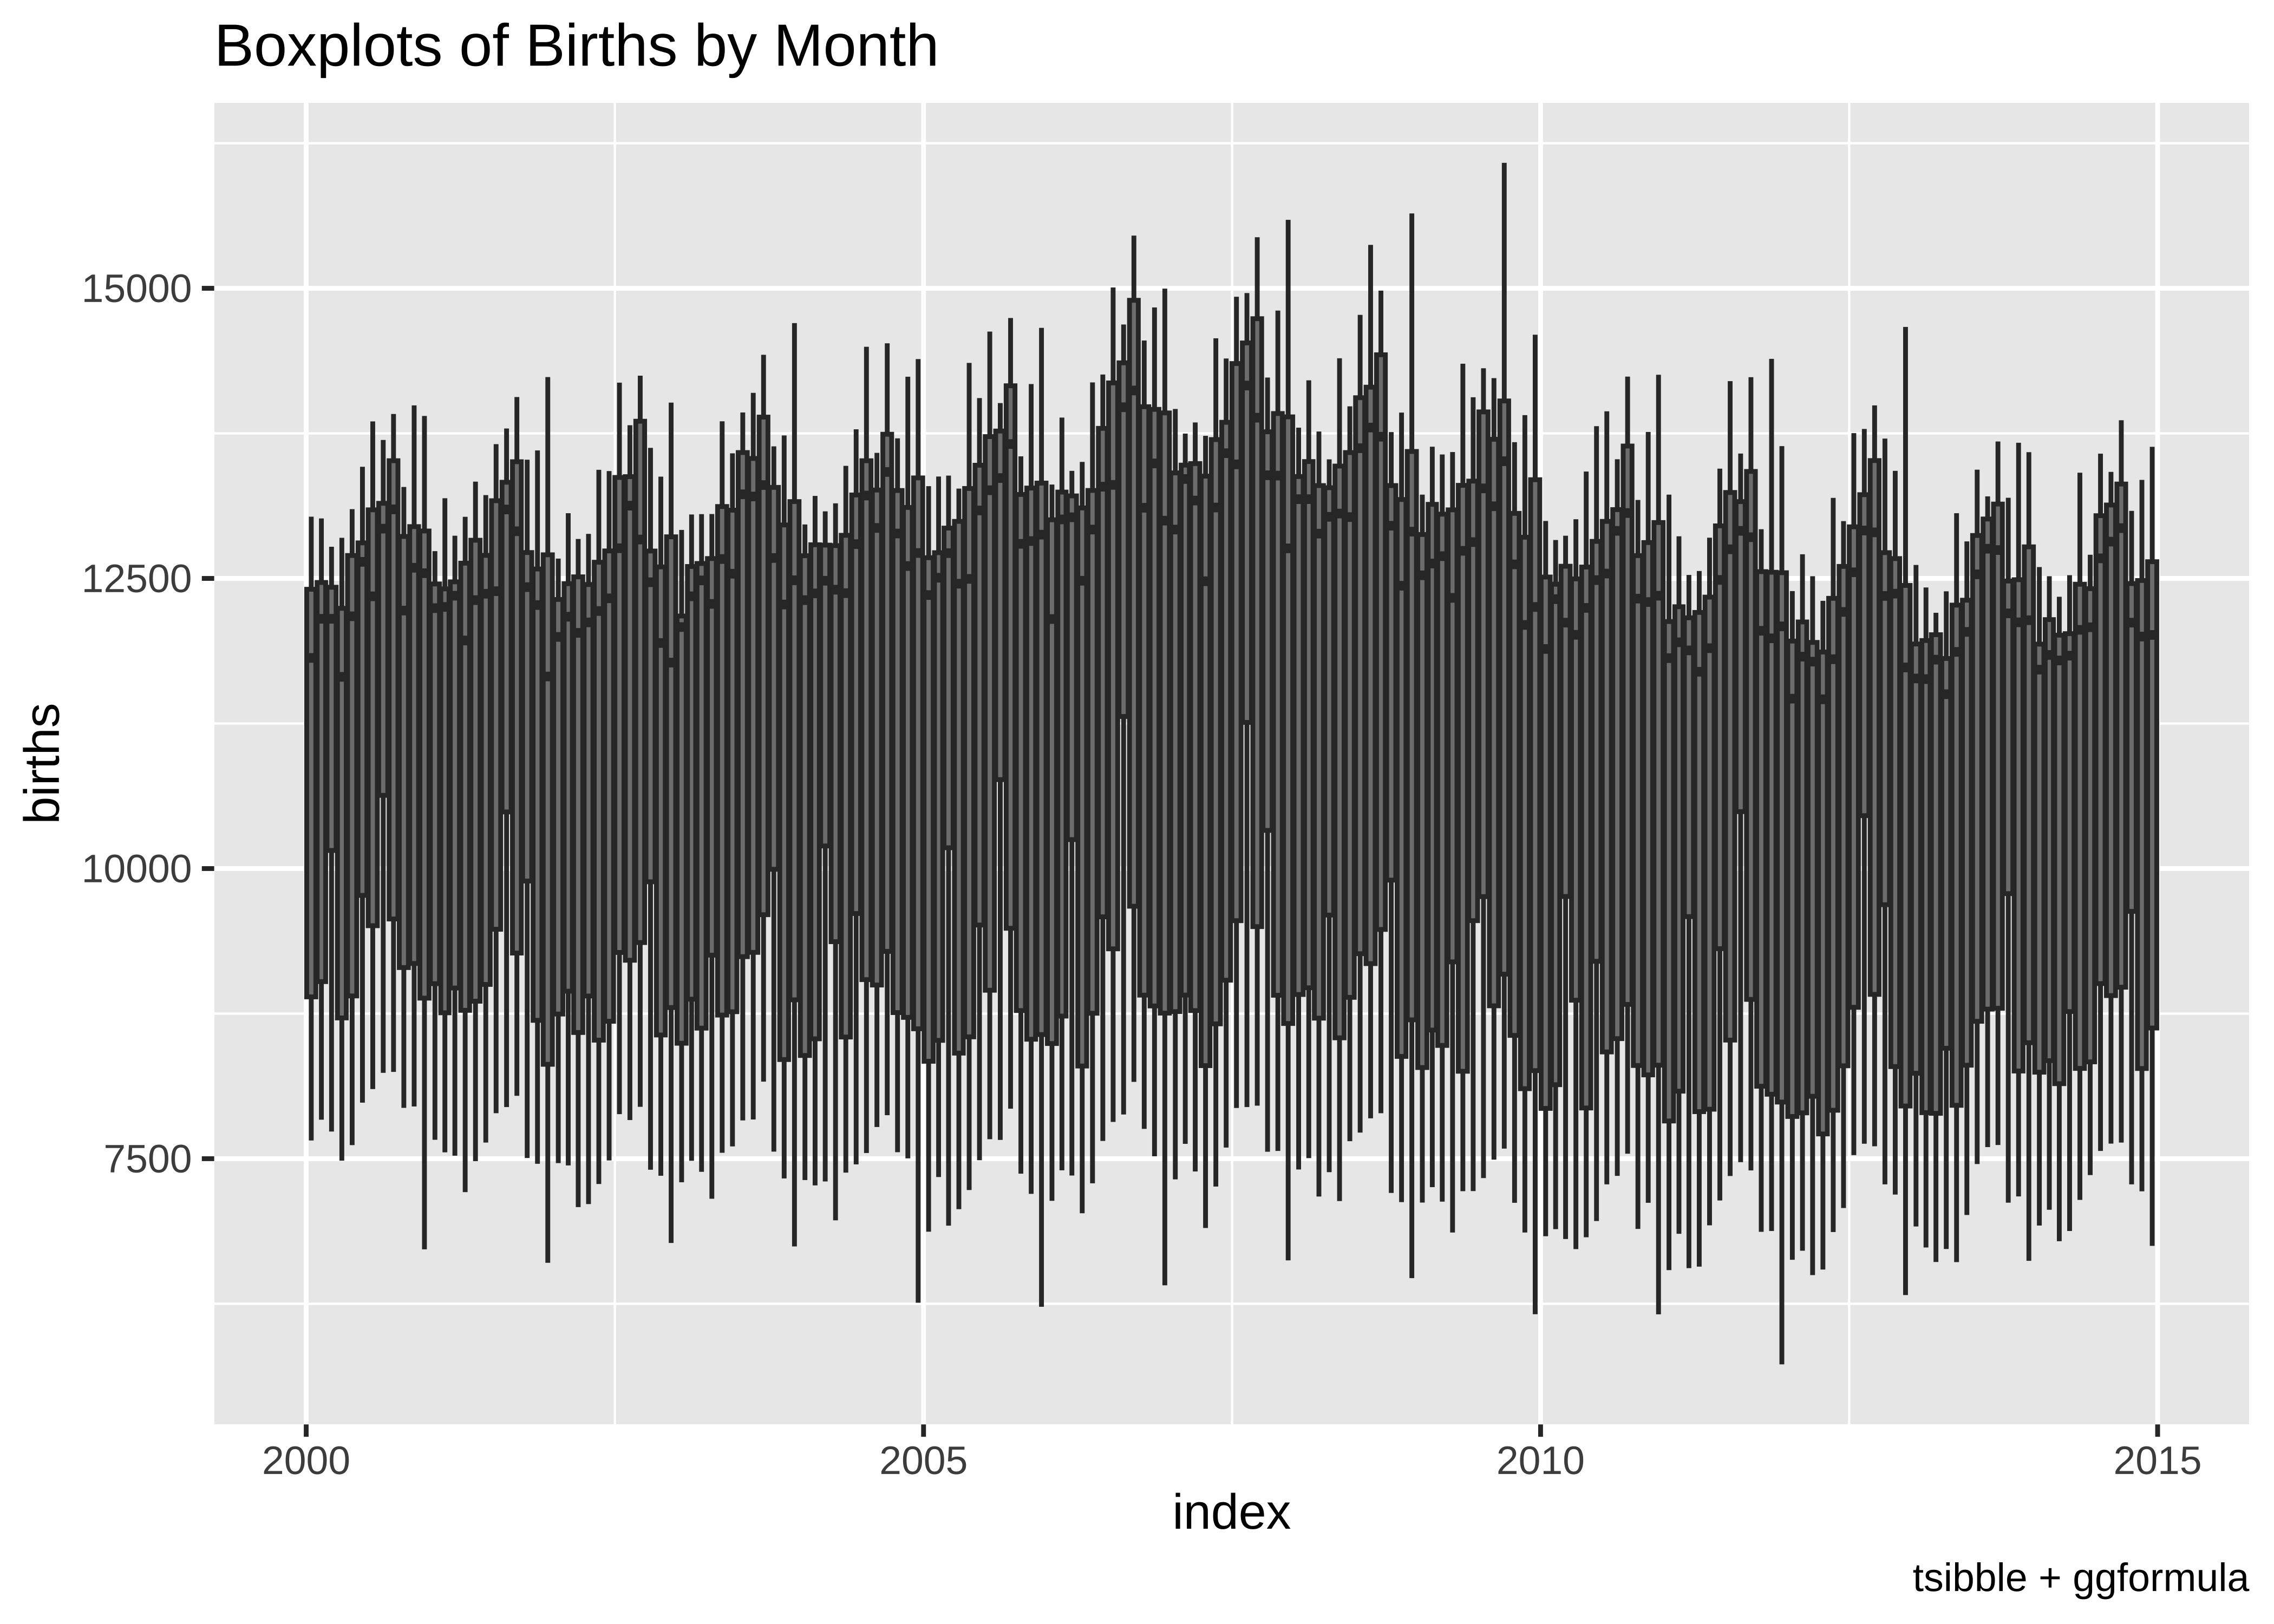 Boxplots of Births by Month
births
15000
12500
10000
7500
2000
2005
2010
2015
index
tsibble + ggformula